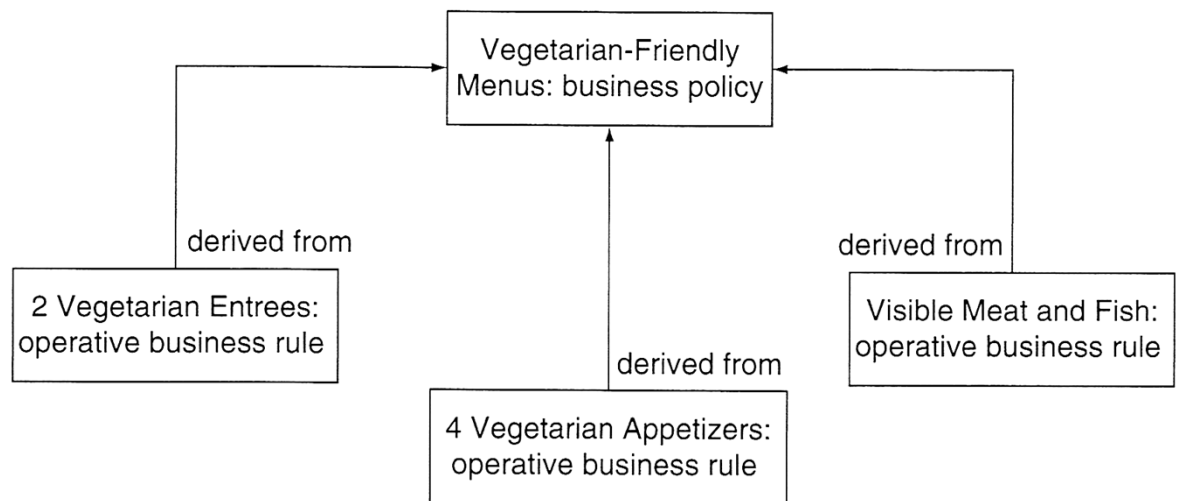 Vegetarian-Friendly
Menus: business policy
derived from
derived from
2 Vegetarian Entrees:
operative business rule
Visible Meat and Fish:
operative business rule
derived from
4 Vegetarian Appetizers:
operative business rule